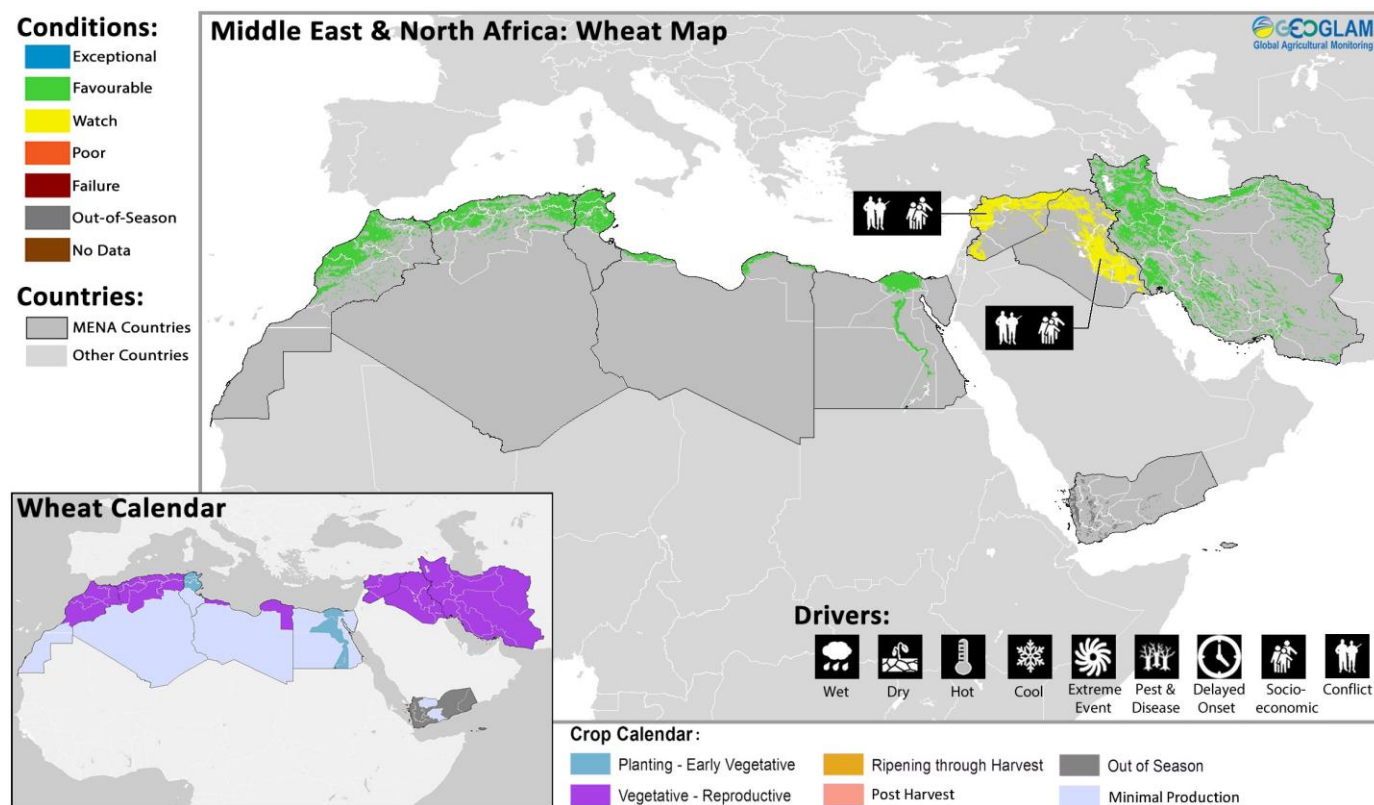 Conditions:
Exceptional
Favourable
Watch
Poor
Failure
Out-of-Season
No Data
Countries:
MENA Countries
Other Countries
Middle East & North Africa: Wheat Map
GEOGLAM
Global Agricultural Monitoring
Wheat Calendar
Drivers:
Wet
Dry
Hot
Cool
Extreme
Event
Pest &
Disease
Delayed
Onset
Socio-
economic
Conflict
Crop Calendar:
Planting - Early Vegetative
Ripening through Harvest
Out of Season
Vegetative - Reproductive
Post Harvest
Minimal Production